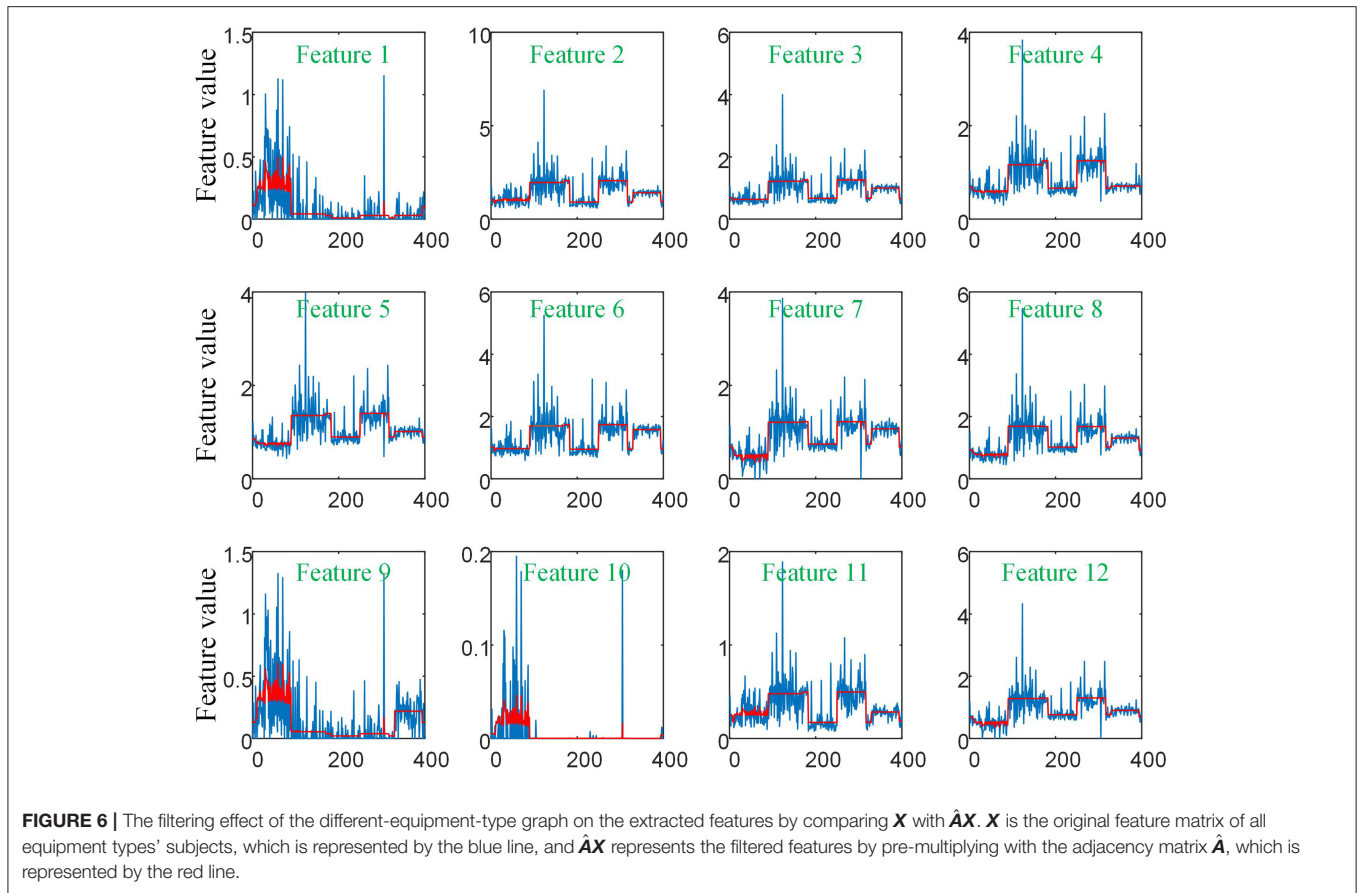 Feature 1 Feature 2 Feature 3 Feature 4
Feature value
1.5 1 0.5 0
10 5 0
6 4 2 0
4 2 0
0 200 400 0 200 400 0 200 400 0 200 400
Feature 5 Feature 6 Feature 7 Feature 8
Feature value
4 2 0
6 4 2 0
4 2 0
6 4 2 0
0 200 400 0 200 400 0 200 400 0 200 400
Feature 9 Feature 10 Feature 11 Feature 12
Feature value
1.5 1 0.5 0
0.2 0.1 0
2 1 0
6 4 2 0
0 200 400 0 200 400 0 200 400 0 200 400
FIGURE 6 | The filtering effect of the different-equipment-type graph on the extracted features by comparing X with ÂX. X is the original feature matrix of all
equipment types' subjects, which is represented by the blue line, and ÂX represents the filtered features by pre-multiplying with the adjacency matrix Â, which is
represented by the red line.